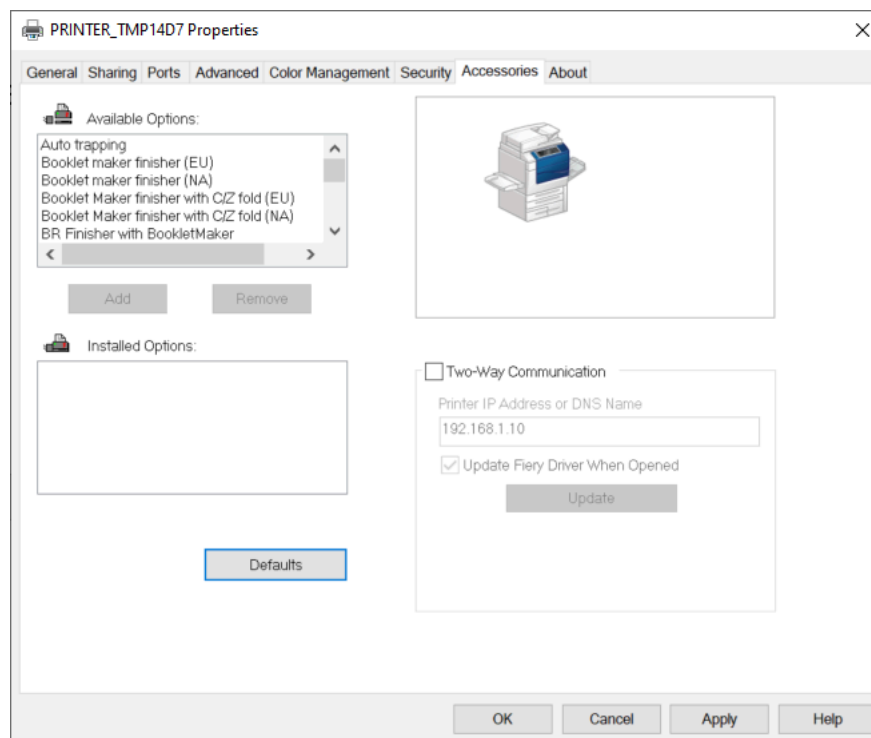 PRINTER_TMP14D7 Properties
General Sharing Ports Advanced Color Management Security Accessories About
Available Options:
Auto trapping
Booklet maker finisher (EU)
Booklet maker finisher (NA)
Booklet Maker finisher with C/Z fold (EU)
Booklet Maker finisher with C/Z fold (NA)
BR Finisher with BookletMaker
Add Remove
Installed Options:
Defaults
Two-Way Communication
Printer IP Address or DNS Name
192.168.1.10
Update Fiery Driver When Opened
Update
OK Cancel Apply Help